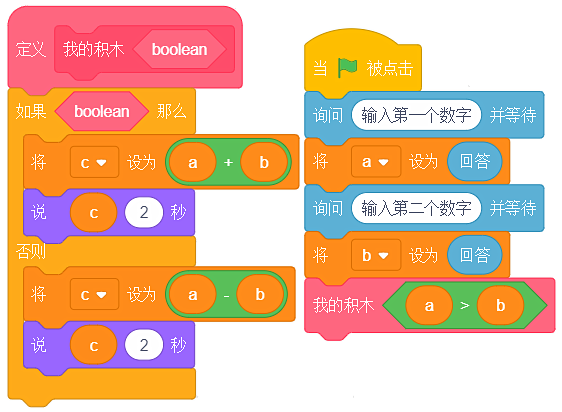 定义 我的积木 boolean
如果 boolean 那么
将 c 设为 a + b
说 c 2 秒
否则
将 c 设为 a - b
说 c 2 秒
当 被点击
询问 输入第一个数字 并等待
将 a 设为 回答
询问 输入第二个数字 并等待
将 b 设为 回答
我的积木 a > b